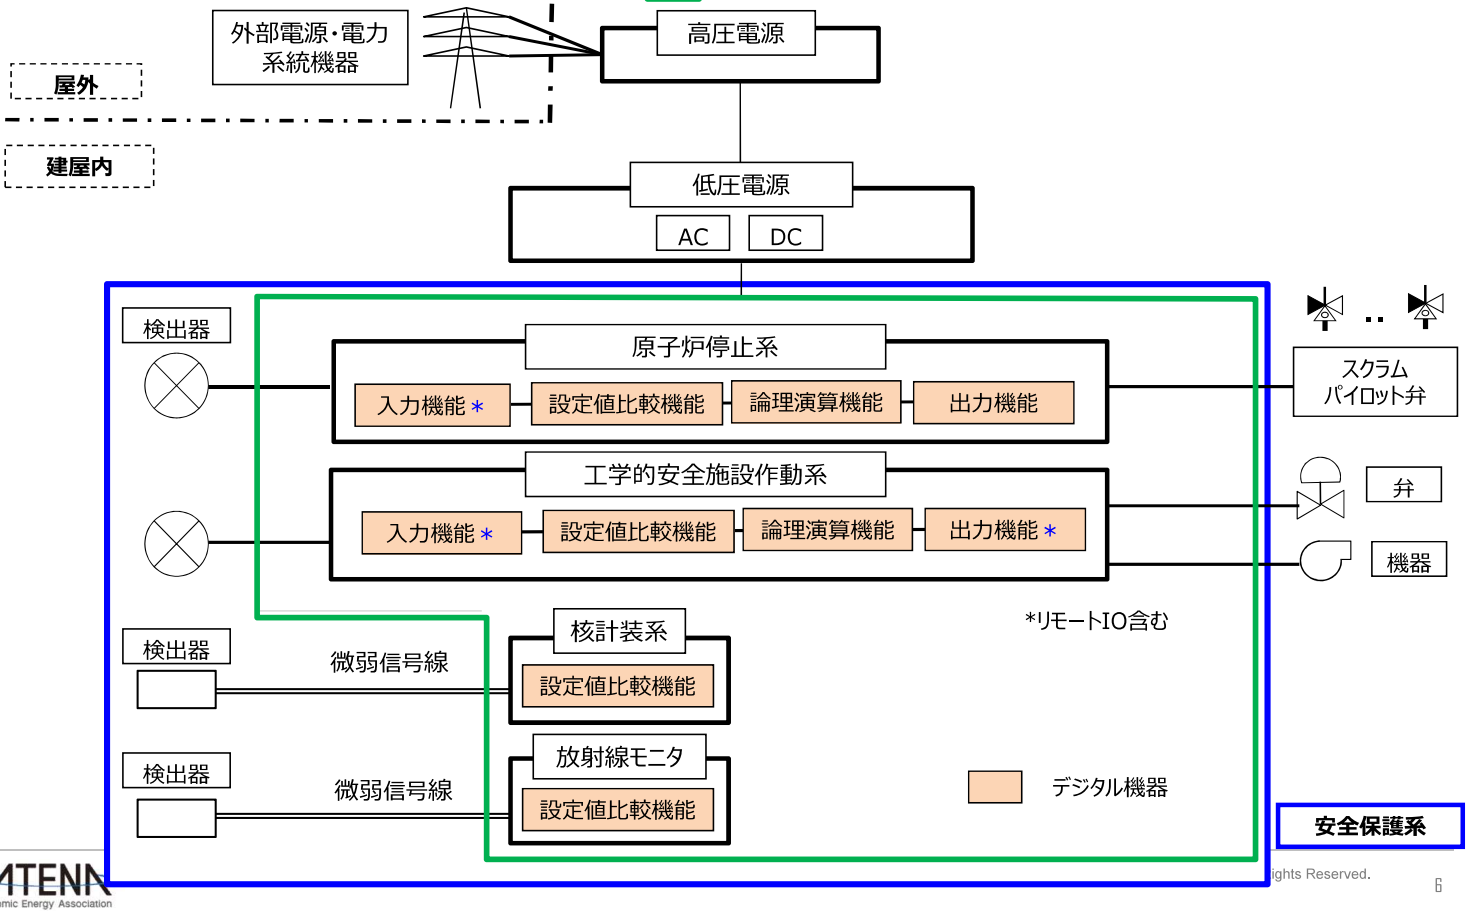 外部電源・電力
系統機器
高圧電源
屋外
建屋内
低圧電源
AC
DC
検出器
原子炉停止系
入力機能*
設定値比較機能
論理演算機能
出力機能
スクラム
パイロット弁
工学的安全施設作動系
入力機能*
設定値比較機能
論理演算機能
出力機能*
弁
機器
*リモートIO含む
検出器
微弱信号線
核計装系
設定値比較機能
検出器
微弱信号線
放射線モニタ
設定値比較機能
デジタル機器
安全保護系
ATENA
omic Energy Association
ights Reserved.
6